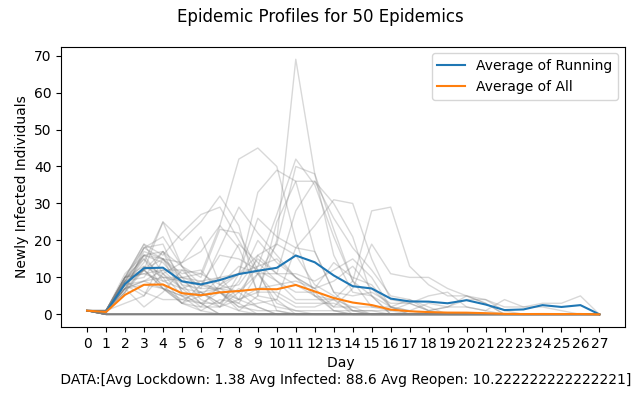 Epidemic Profiles for 50 Epidemics
Average of Running
Average of All
Newly Infected Individuals
70
60
50
40
30
20
10
0
0 1 2 3 4 5 6 7 8 9 10 11 12 13 14 15 16 17 18 19 20 21 22 23 24 25 26 27
Day
DATA:[Avg Lockdown: 1.38 Avg Infected: 88.6 Avg Reopen: 10.222222222222221]